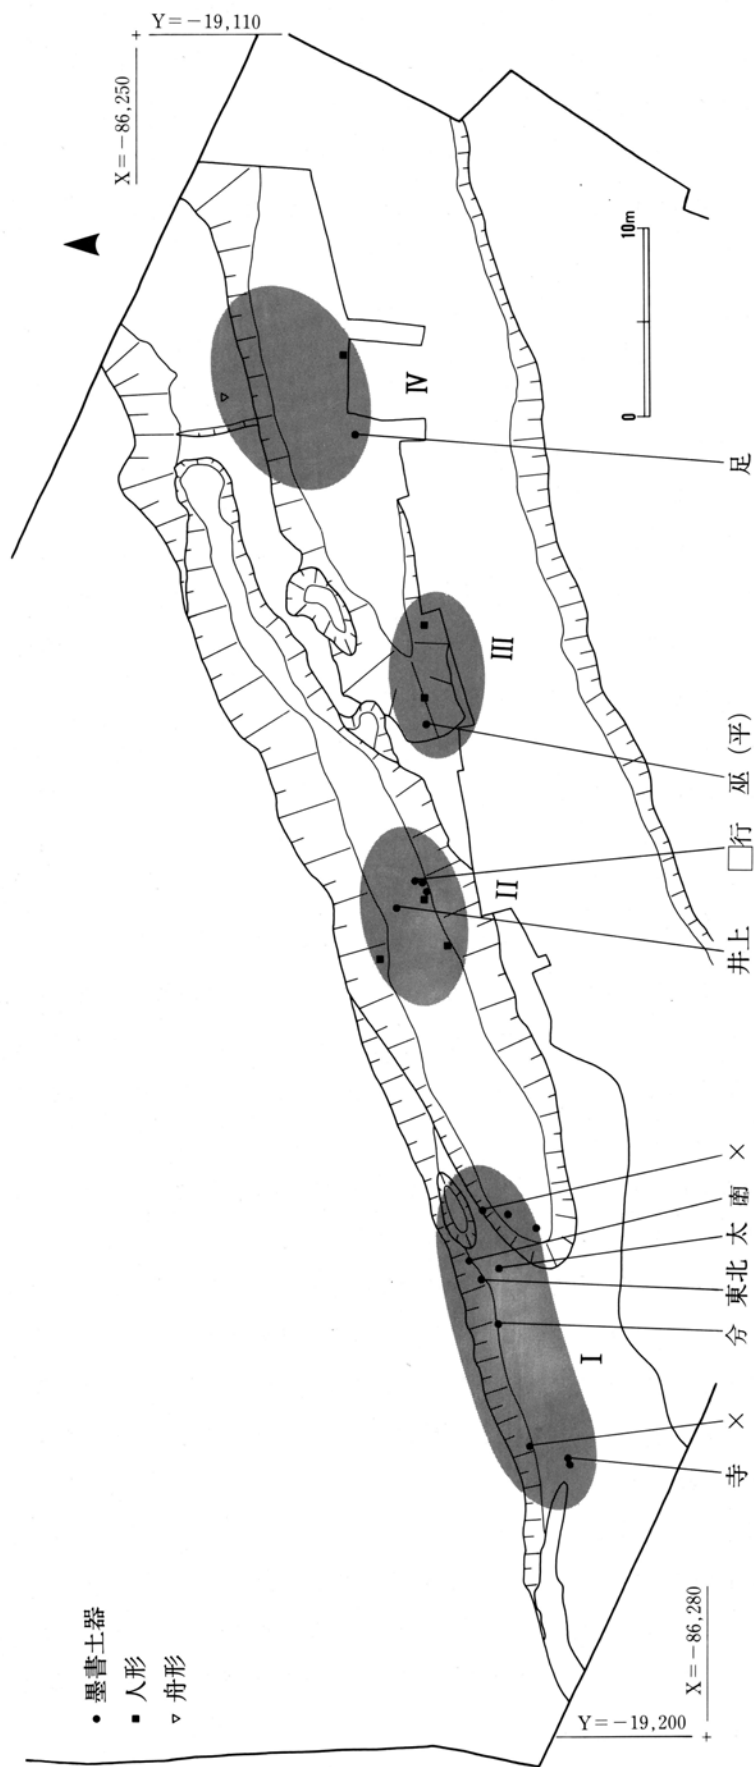 Y=−19,110
X=−86,250
Ⅳ
10m
0
足
Ⅲ
巫(平)
□行
Ⅱ
井上
×
太
東北
分
Ⅰ
×
寺
● 墨書土器
■ 人形
▽ 舟形
X=−86,280
Y=−19,200